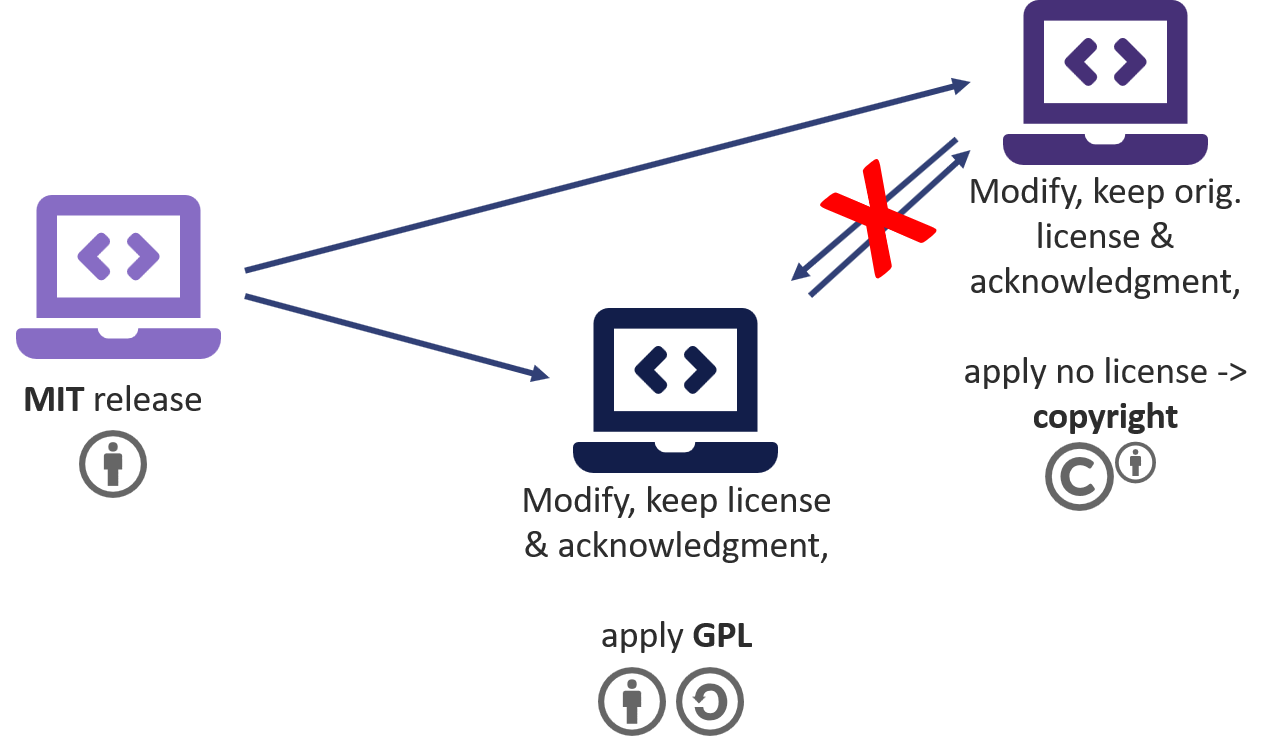 MIT release
Modify, keep license
& acknowledgment,
apply GPL
Modify, keep orig.
license &
acknowledgment,
apply no license ->
copyright